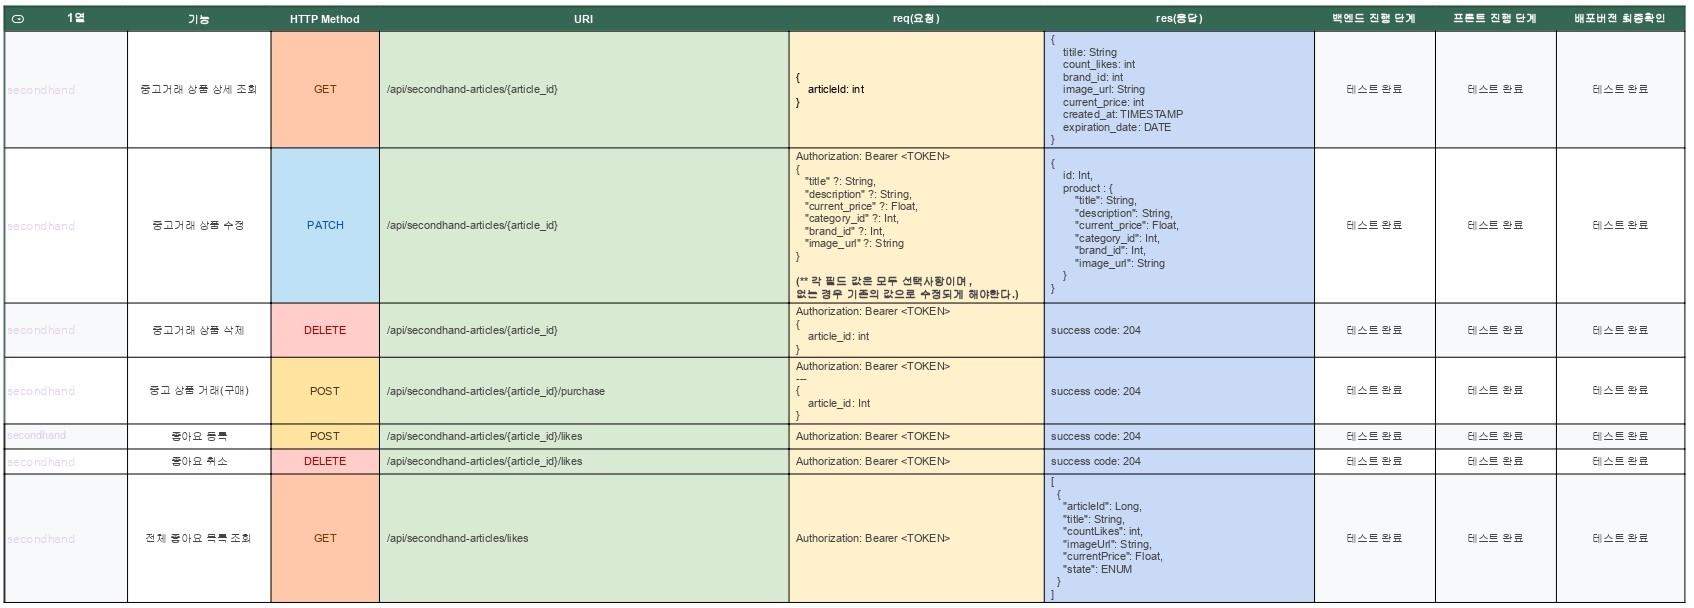 1열 기능 HTTP Method URI req(요청) res(응답) 백엔드 진행 단계 프론트 진행 단계 배포버전 최종확인
secondhand 중고거래 상품 상세 조회 GET /api/secondhand-articles/{article_id}
{
articleId: int
}
{
titile: String
count_likes: int
brand_id: int
image_url: String
current_price: int
created_at: TIMESTAMP
expiration_date: DATE
}
테스트 완료 테스트 완료 테스트 완료
secondhand 중고거래 상품 수정 PATCH /api/secondhand-articles/{article_id}
Authorization: Bearer <TOKEN>
{
"title" ?: String,
"description" ?: String,
"current_price" ?: Float,
"category_id" ?: Int,
"brand_id" ?: Int,
"image_url" ?: String
}
(** 각 필드 값은 모두 선택사항이며,
없는 경우 기존의 값으로 수정되게 해야한다.)
{
id: Int,
product : {
"title": String,
"description": String,
"current_price": Float,
"category_id": Int,
"brand_id": Int,
"image_url": String
}
}
테스트 완료 테스트 완료 테스트 완료
secondhand 중고거래 상품 삭제 DELETE /api/secondhand-articles/{article_id}
Authorization: Bearer <TOKEN>
{
article_id: int
}
success code: 204 테스트 완료 테스트 완료 테스트 완료
secondhand 중고 상품 거래(구매) POST /api/secondhand-articles/{article_id}/purchase
Authorization: Bearer <TOKEN>
---
{
article_id: Int
}
success code: 204 테스트 완료 테스트 완료 테스트 완료
secondhand 좋아요 등록 POST /api/secondhand-articles/{article_id}/likes Authorization: Bearer <TOKEN> success code: 204 테스트 완료 테스트 완료 테스트 완료
secondhand 좋아요 취소 DELETE /api/secondhand-articles/{article_id}/likes Authorization: Bearer <TOKEN> success code: 204 테스트 완료 테스트 완료 테스트 완료
secondhand 전체 좋아요 목록 조회 GET /api/secondhand-articles/likes Authorization: Bearer <TOKEN>
[
{
"articleId": Long,
"title": String,
"countLikes": int,
"imageUrl": String,
"currentPrice": Float,
"state": ENUM
}
]
테스트 완료 테스트 완료 테스트 완료